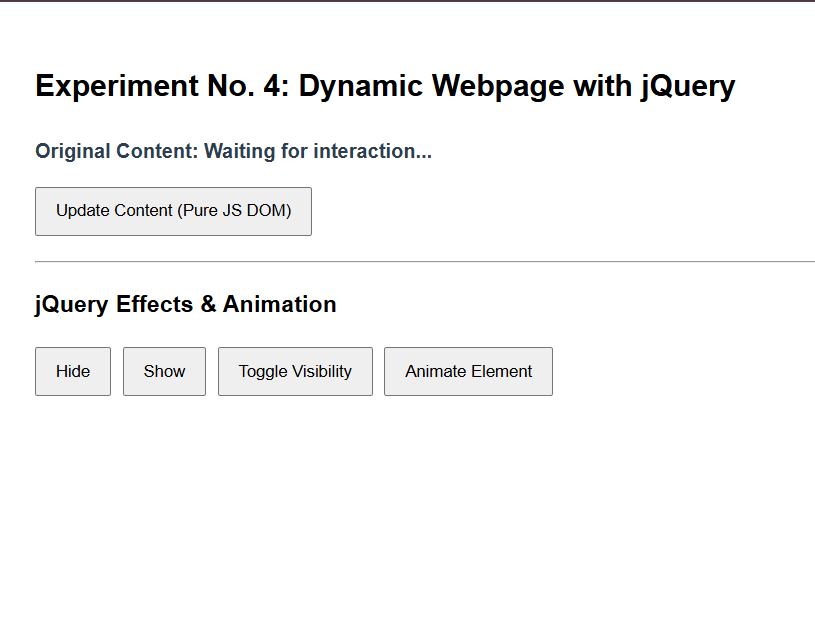 Experiment No. 4: Dynamic Webpage with jQuery
Original Content: Waiting for interaction...
Update Content (Pure JS DOM)
jQuery Effects & Animation
Hide Show Toggle Visibility Animate Element